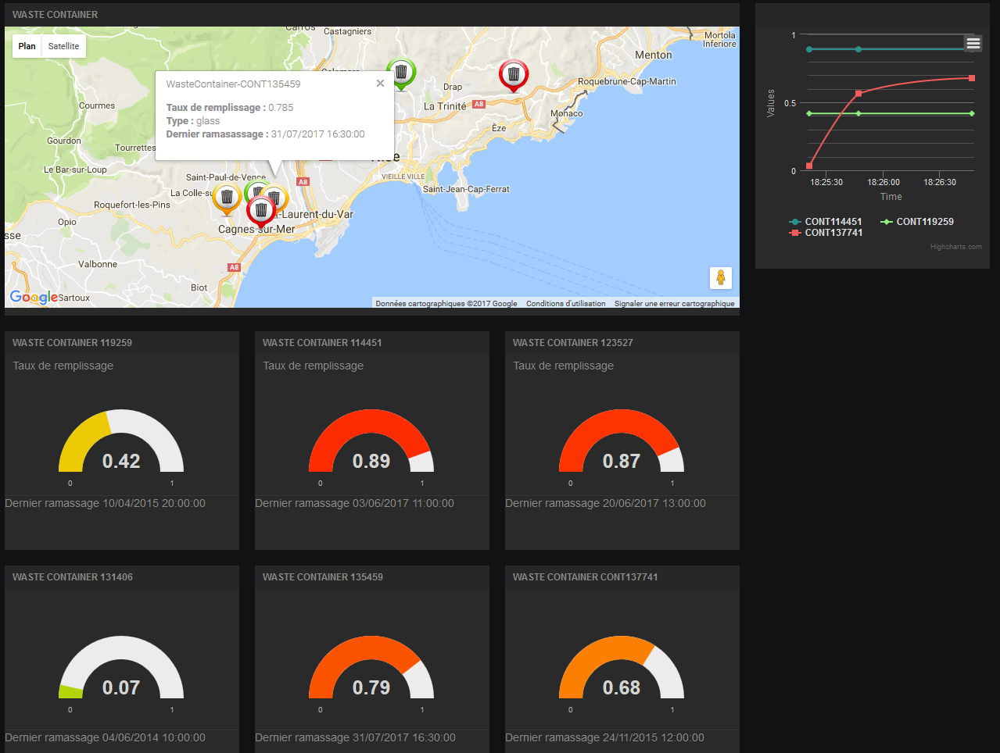 WASTE CONTAINER
Plan
Satellite
Carros
Castagniers
Mortola
Inferiore
Menton
WasteContainer-CONT135459
Taux de remplissage : 0.785
Type : glass
Dernier ramasassage : 31/07/2017 16:30:00
Roquebrune-Cap-Martin
Drap
La Trinité
A8
Monaco
Èze
Courmes
Gourdon
Tourrettes
Le Bar-sur-Loup
Saint-Paul-de-Vence
A8
VIEILLE VILLE
La Colle-su
Saint-Jean-Cap-Ferrat
Roquefort-les-Pins
-Laurent-du-Var
Opio
Cagnes-sur-Mer
sse
Valbonne
A8
Biot
Google
Sartoux
Données cartographiques ©2017 Google
Conditions d'utilisation
Signaler une erreur cartographique
1
0.5
0
Values
18:25:30
18:26:00
18:26:30
Time
CONT114451
CONT119259
CONT137741
Highcharts.com
WASTE CONTAINER 119259
Taux de remplissage
0.42
0
1
Dernier ramassage 10/04/2015 20:00:00
WASTE CONTAINER 114451
Taux de remplissage
0.89
0
1
Dernier ramassage 03/06/2017 11:00:00
WASTE CONTAINER 123527
Taux de remplissage
0.87
0
1
Dernier ramassage 20/06/2017 13:00:00
WASTE CONTAINER 131406
0.07
0
1
Dernier ramassage 04/06/2014 10:00:00
WASTE CONTAINER 135459
0.79
0
1
Dernier ramassage 31/07/2017 16:30:00
WASTE CONTAINER CONT137741
0.68
0
1
Dernier ramassage 24/11/2015 12:00:00